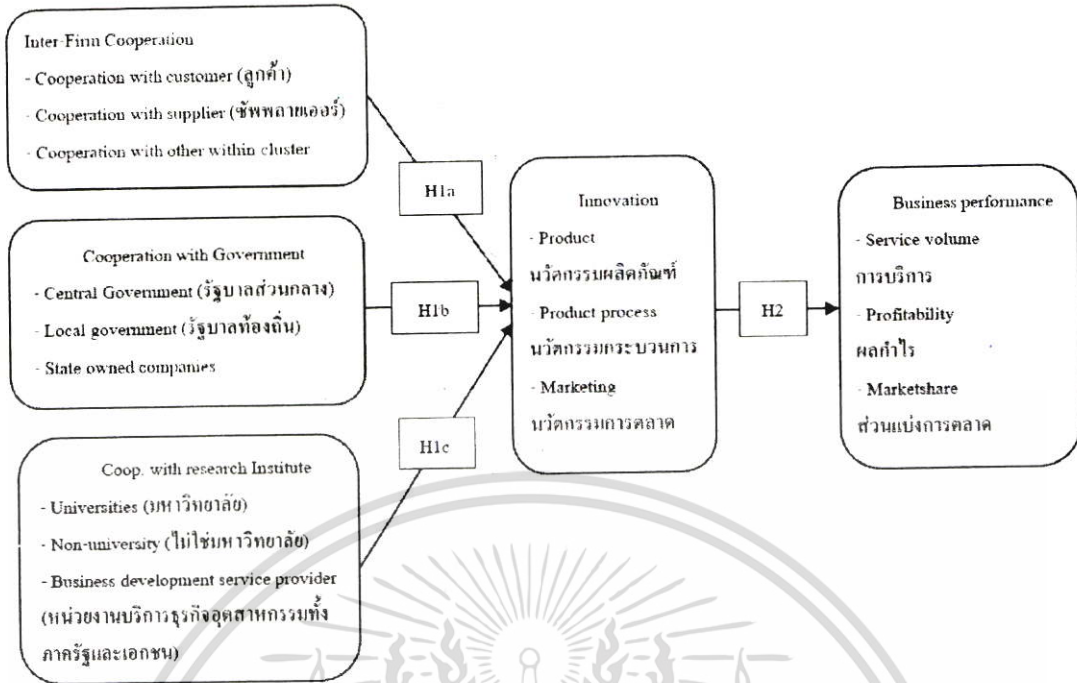 Inter-Firm Cooperation
- Cooperation with customer (ลูกค้า)
- Cooperation with supplier (ซัพพลายเออร์)
- Cooperation with other within cluster
H1a
Cooperation with Government
- Central Government (รัฐบาลส่วนกลาง)
- Local government (รัฐบาลท้องถิ่น)
- State owned companies
H1b
Coop. with research Institute
- Universities (มหาวิทยาลัย)
- Non-university (ไม่ใช่มหาวิทยาลัย)
- Business development service provider
(หน่วยงานบริการธุรกิจอุตสาหกรรมทั้ง
ภาครัฐและเอกชน)
H1c
Innovation
- Product
นวัตกรรมผลิตภัณฑ์
- Product process
นวัตกรรมกระบวนการ
- Marketing
นวัตกรรมการตลาด
H2
Business performance
- Service volume
การบริการ
- Profitability
ผลกำไร
- Marketshare
ส่วนแบ่งการตลาด